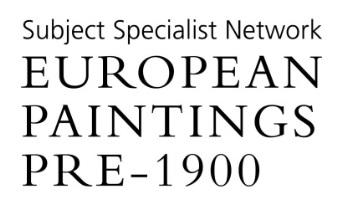 Subject Specialist Network
EUROPEAN
PAINTINGS
PRE-1900